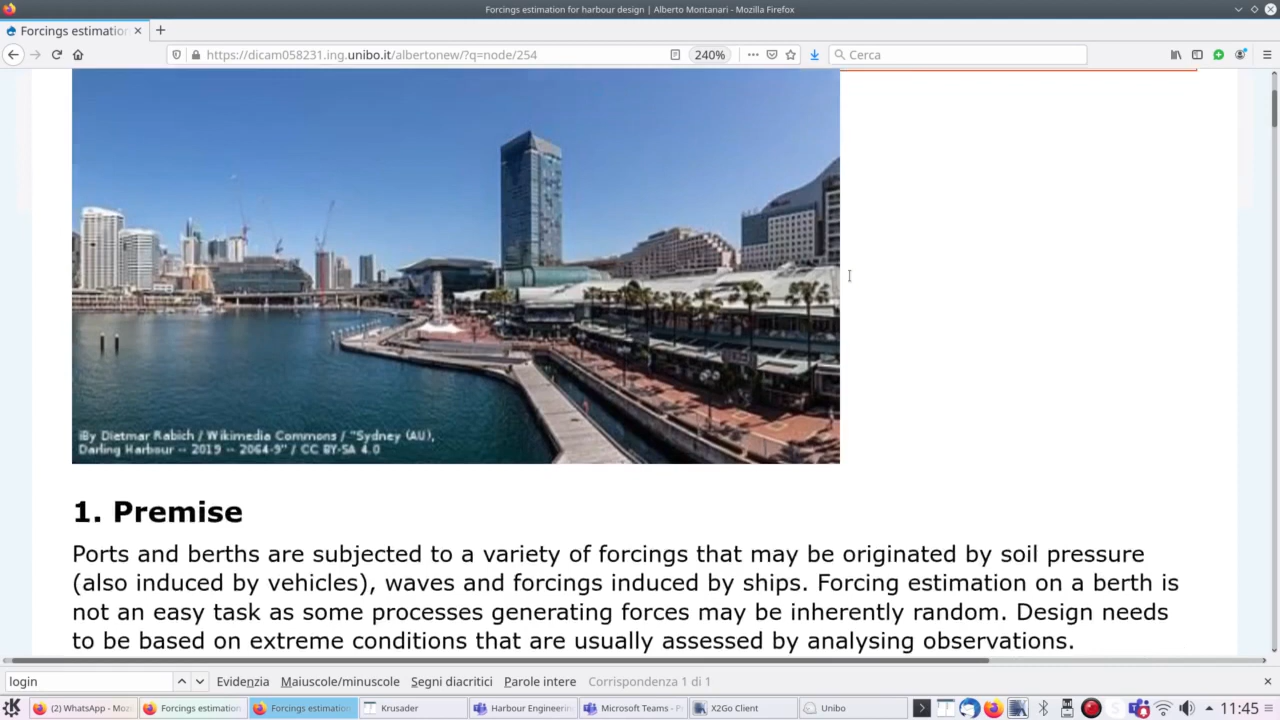 Forcings estimation for harbour design | Alberto Montanari - Mozilla Firefox
Forcings estimation
https://dicam058231.ing.unibo.it/albertonew/?q=node/254
240%
Cerca
iBy Dietmar Rabich / Wikimedia Commons / "Sydney (AU),
Darling Harbour -- 2019 -- 2064-9" / CC BY-SA 4.0
1. Premise
Ports and berths are subjected to a variety of forcings that may be originated by soil pressure
(also induced by vehicles), waves and forcings induced by ships. Forcing estimation on a berth is
not an easy task as some processes generating forces may be inherently random. Design needs
to be based on extreme conditions that are usually assessed by analysing observations.
login Evidenzia Maiuscole/minuscole Segni diacritici Parole intere Corrispondenza 1 di 1
(2) WhatsApp - Moz Forcings estimation Forcings estimation Krusader Harbour Engineerin Microsoft Teams - P X2Go Client Unibo 11:45